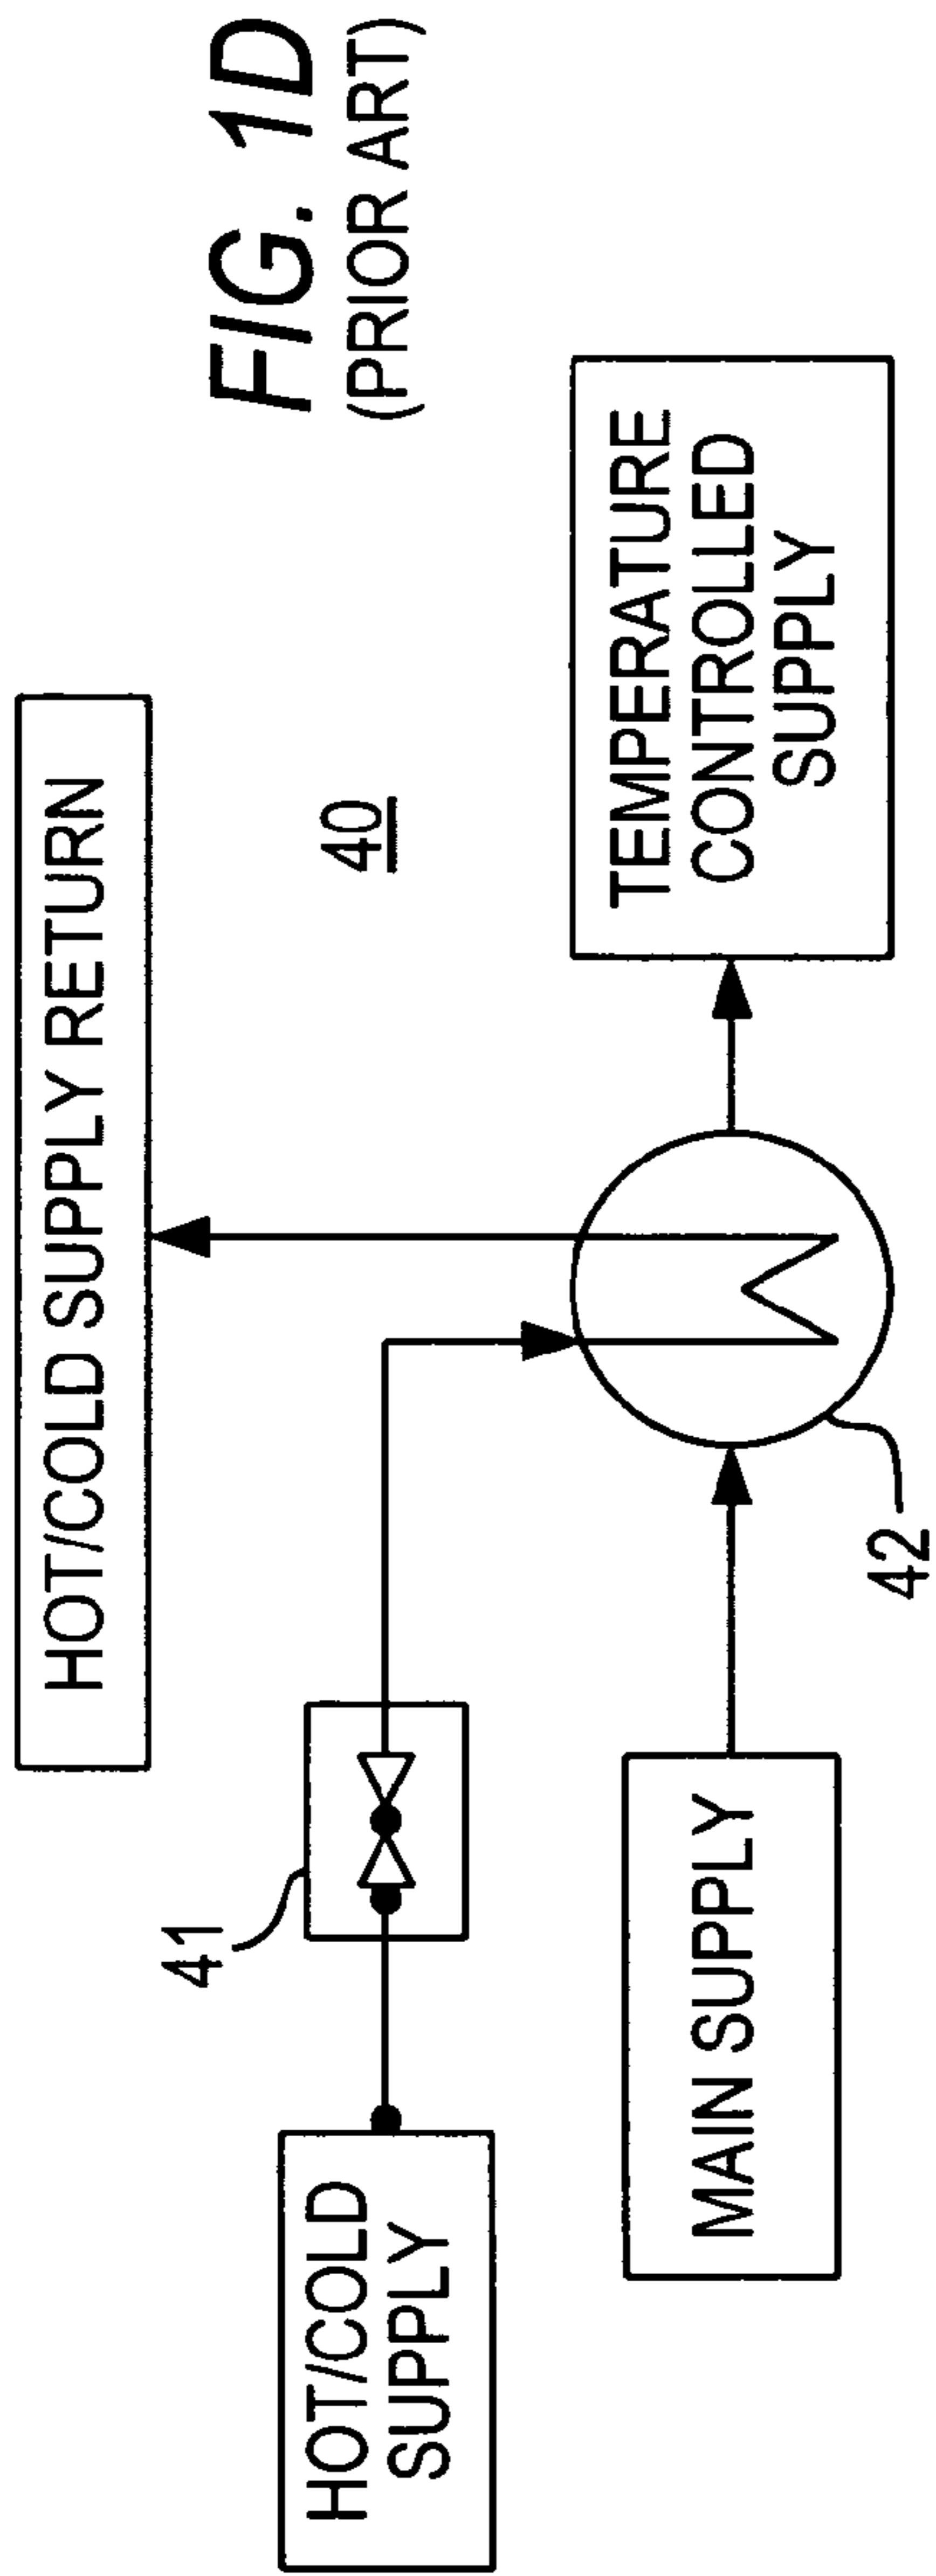 FIG. 1D
(PRIOR ART)
HOT/COLD SUPPLY RETURN
40
41
HOT/COLD
SUPPLY
TEMPERATURE
CONTROLLED
SUPPLY
MAIN SUPPLY
42